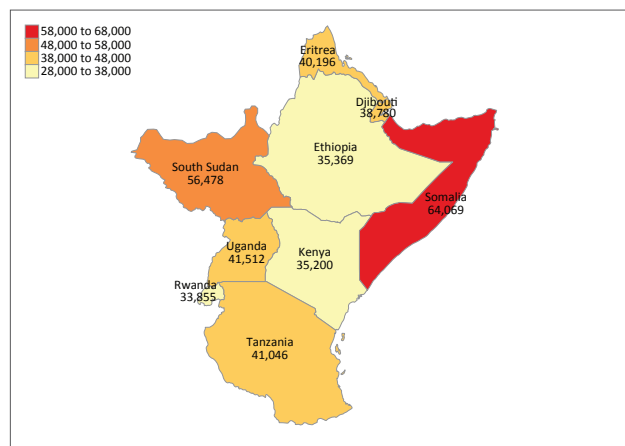 58,000 to 68,000
48,000 to 58,000
38,000 to 48,000
28,000 to 38,000
Eritrea
40,196
Djibouti
38,780
Ethiopia
35,369
South Sudan
56,478
Somalia
64,069
Uganda
41,512
Kenya
35,200
Rwanda
33,855
Tanzania
41,046